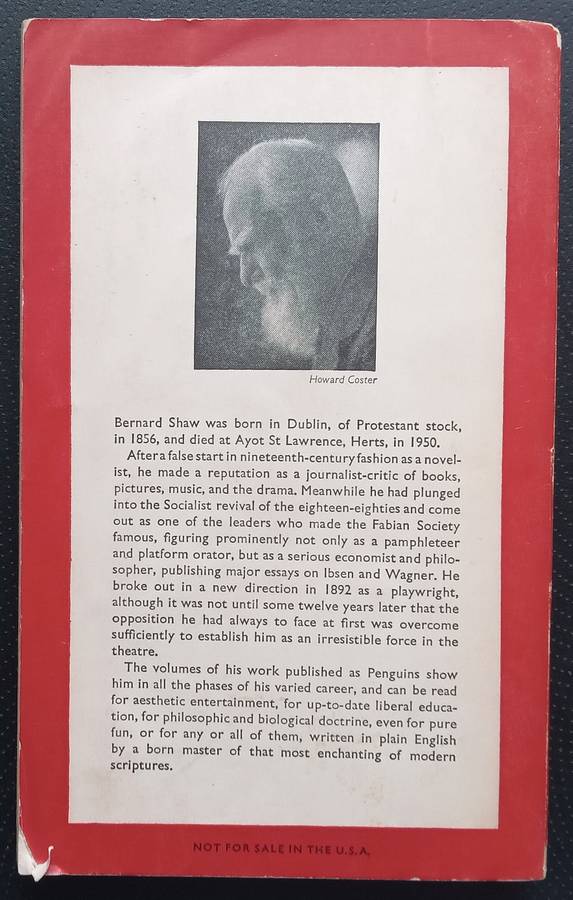 Howard Coster
Bernard Shaw was born in Dublin, of Protestant stock,
in 1856, and died at Ayot St Lawrence, Herts, in 1950.
After a false start in nineteenth-century fashion as a novel-
ist, he made a reputation as a journalist-critic of books,
pictures, music, and the drama. Meanwhile he had plunged
into the Socialist revival of the eighteen-eighties and come
out as one of the leaders who made the Fabian Society
famous, figuring prominently not only as a pamphleteer
and platform orator, but as a serious economist and philo-
sopher, publishing major essays on Ibsen and Wagner. He
broke out in a new direction in 1892 as a playwright,
although it was not until some twelve years later that the
opposition he had always to face at first was overcome
sufficiently to establish him as an irresistible force in the
theatre.
The volumes of his work published as Penguins show
him in all the phases of his varied career, and can be read
for aesthetic entertainment, for up-to-date liberal educa-
tion, for philosophic and biological doctrine, even for pure
fun, or for any or all of them, written in plain English
by a born master of that most enchanting of modern
scriptures.
NOT FOR SALE IN THE U.S.A.